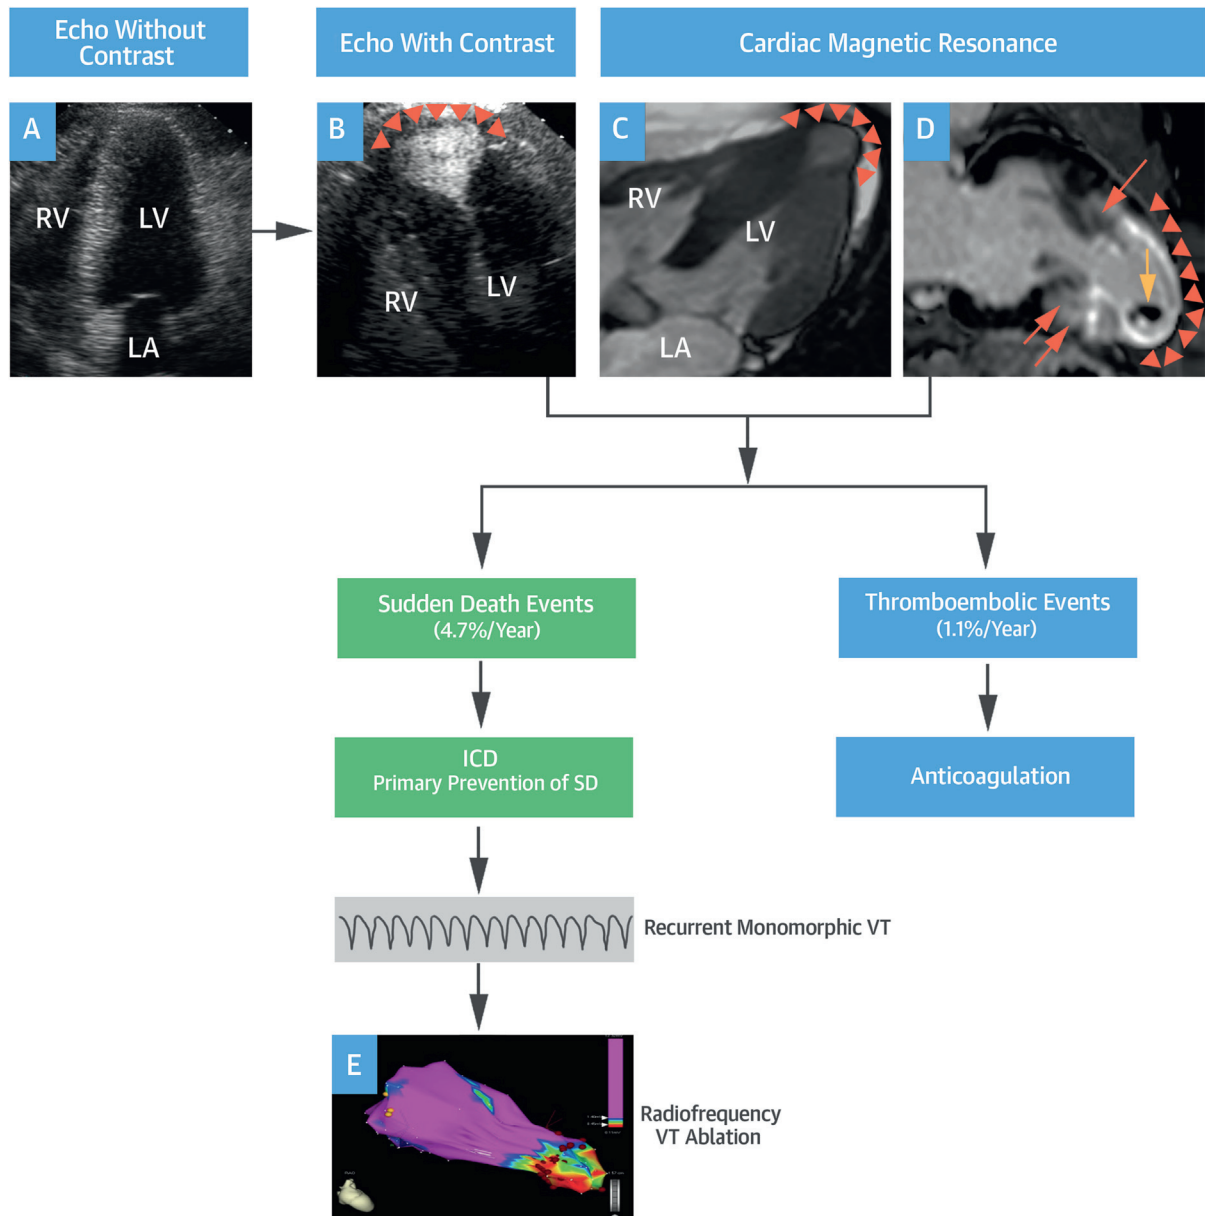 Echo Without
Contrast
Echo With Contrast
Cardiac Magnetic Resonance
A
RV
LV
LA
B
RV
LV
C
RV
LV
LA
D
Sudden Death Events
(4.7%/Year)
Thromboembolic Events
(1.1%/Year)
ICD
Primary Prevention of SD
Anticoagulation
Recurrent Monomorphic VT
E
Radiofrequency
VT Ablation